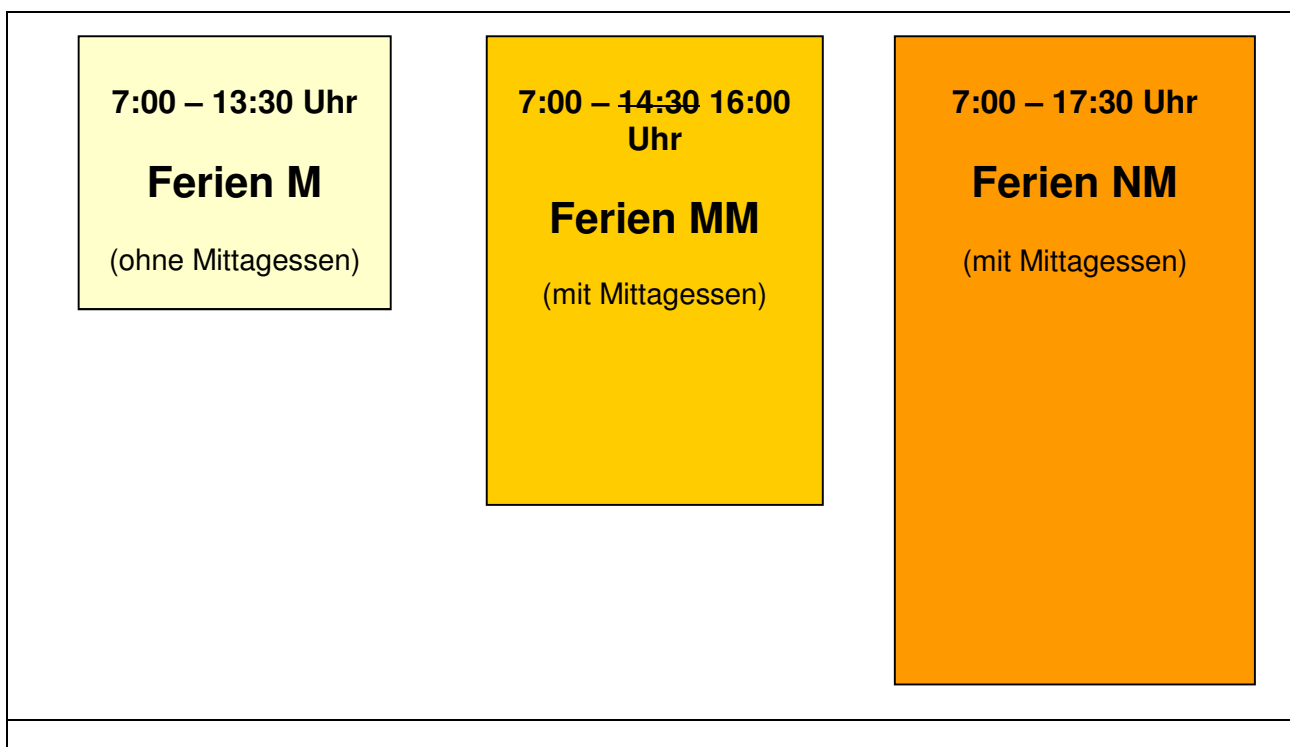 7:00 – 13:30 Uhr
Ferien M
(ohne Mittagessen)
7:00 – 14:30 16:00
Uhr
Ferien MM
(mit Mittagessen)
7:00 – 17:30 Uhr
Ferien NM
(mit Mittagessen)